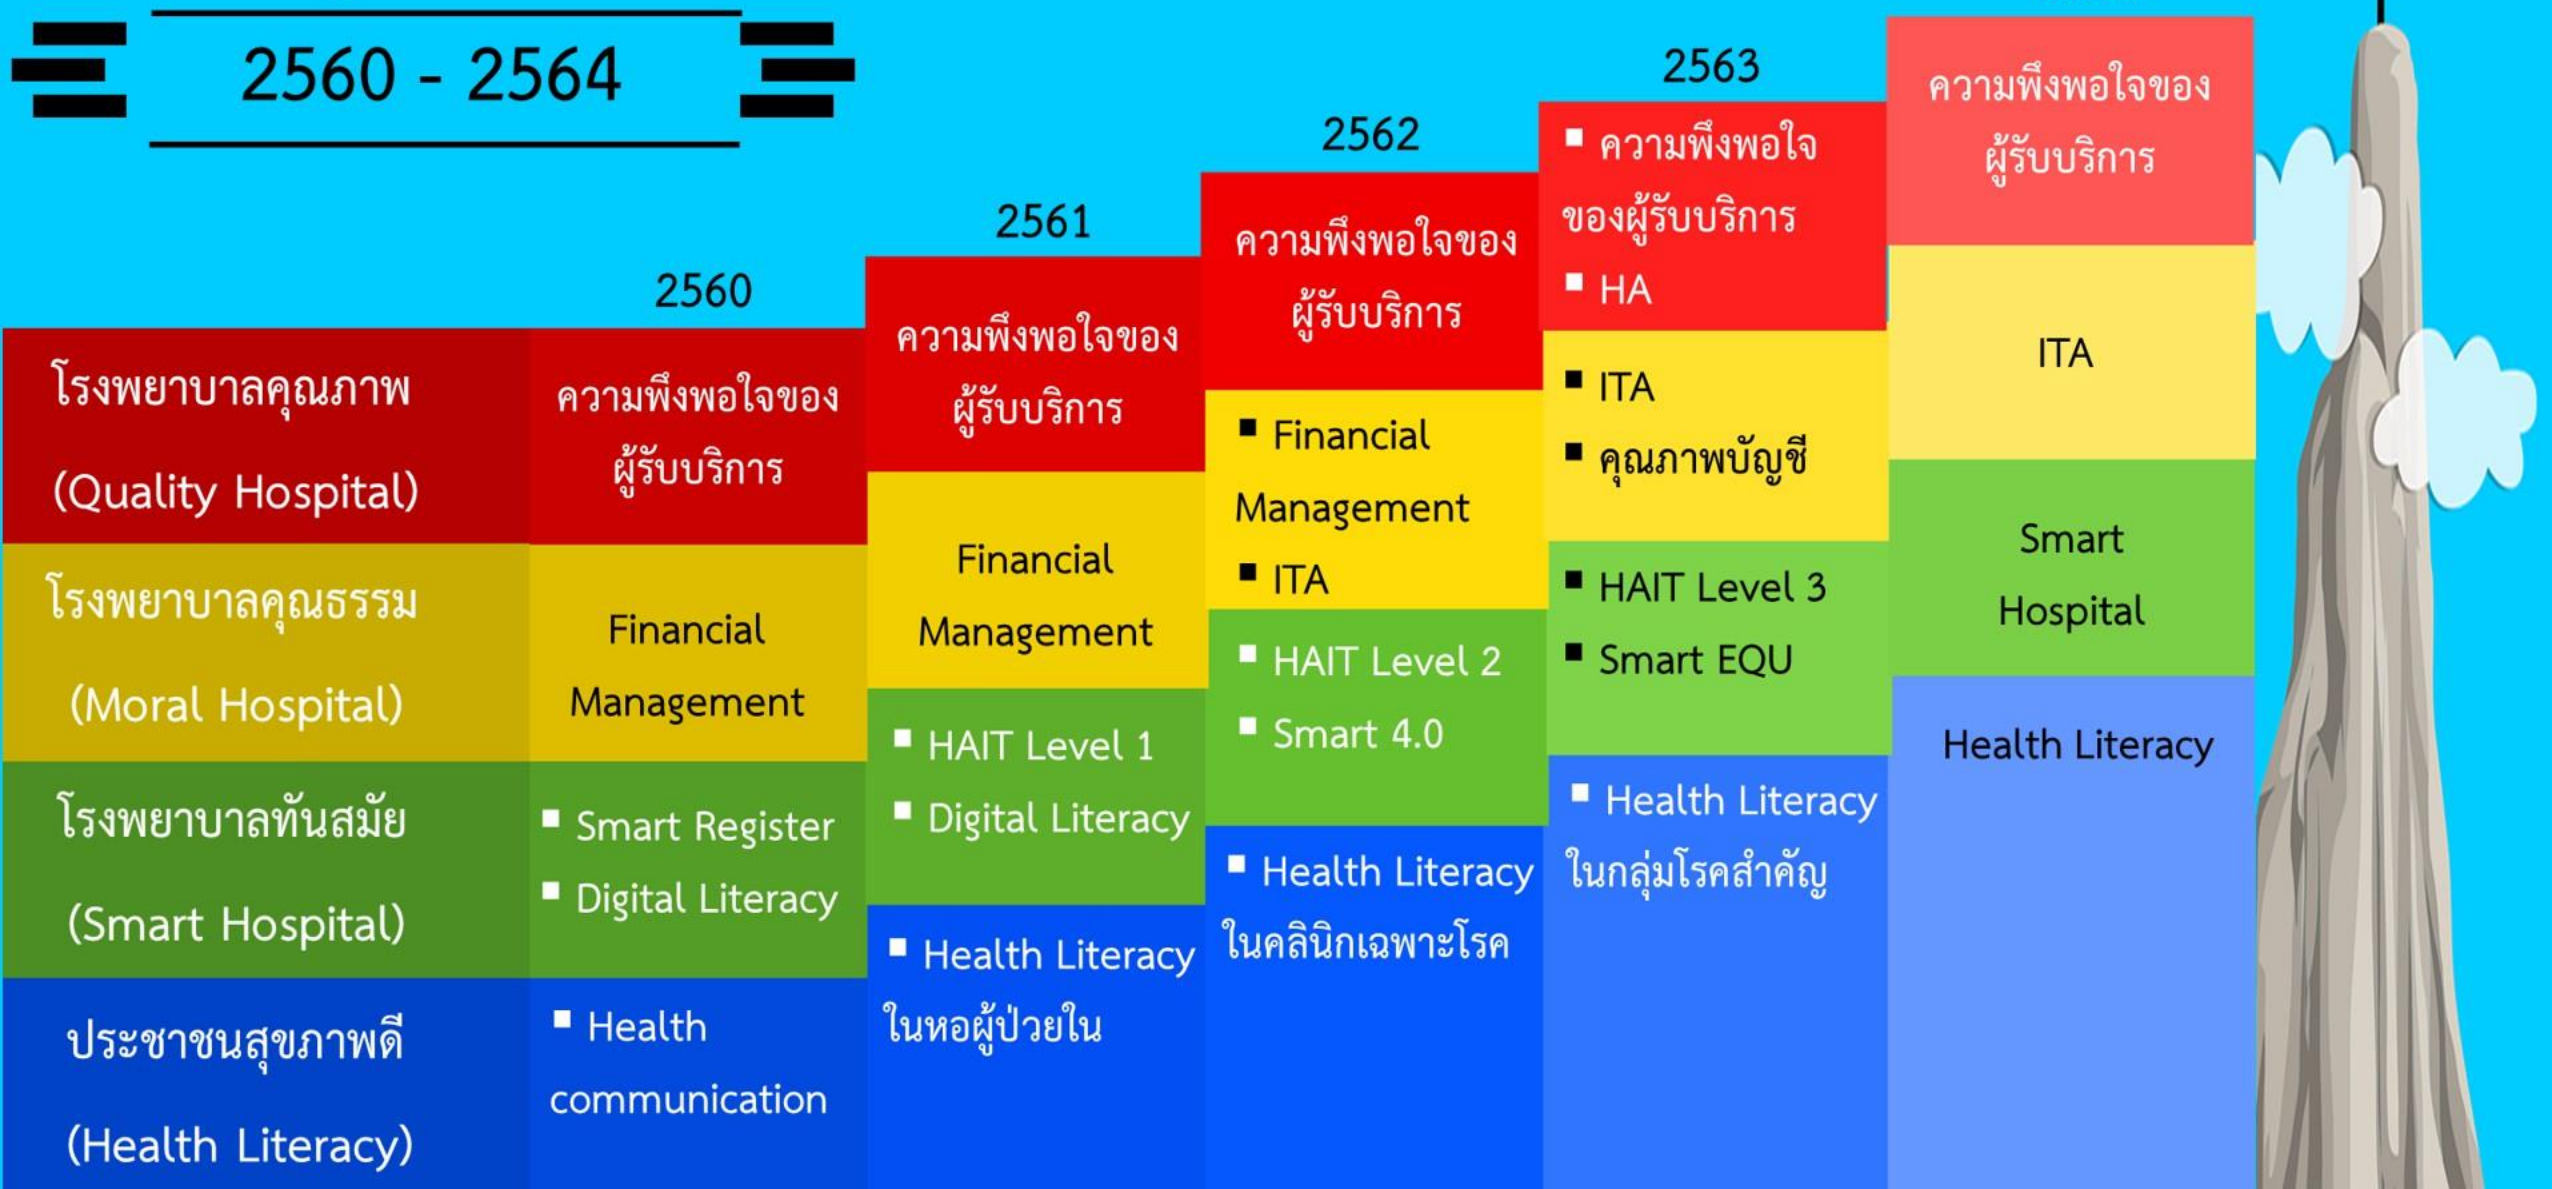 2560 - 2564
โรงพยาบาลคุณภาพ
(Quality Hospital)
โรงพยาบาลคุณธรรม
(Moral Hospital)
โรงพยาบาลทันสมัย
(Smart Hospital)
ประชาชนสุขภาพดี
(Health Literacy)
2560
ความพึงพอใจของ
ผู้รับบริการ
Financial
Management
▪ Smart Register
▪ Digital Literacy
▪ Health
communication
2561
ความพึงพอใจของ
ผู้รับบริการ
Financial
Management
▪ HAIT Level 1
▪ Digital Literacy
▪ Health Literacy
ในหอผู้ป่วยใน
2562
ความพึงพอใจของ
ผู้รับบริการ
▪ Financial
Management
▪ ITA
▪ HAIT Level 2
▪ Smart 4.0
▪ Health Literacy
ในคลินิกเฉพาะโรค
2563
▪ ความพึงพอใจ
ของผู้รับบริการ
▪ HA
▪ ITA
▪ คุณภาพบัญชี
▪ HAIT Level 3
▪ Smart EQU
▪ Health Literacy
ในกลุ่มโรคสำคัญ
ความพึงพอใจของ
ผู้รับบริการ
ITA
Smart
Hospital
Health Literacy